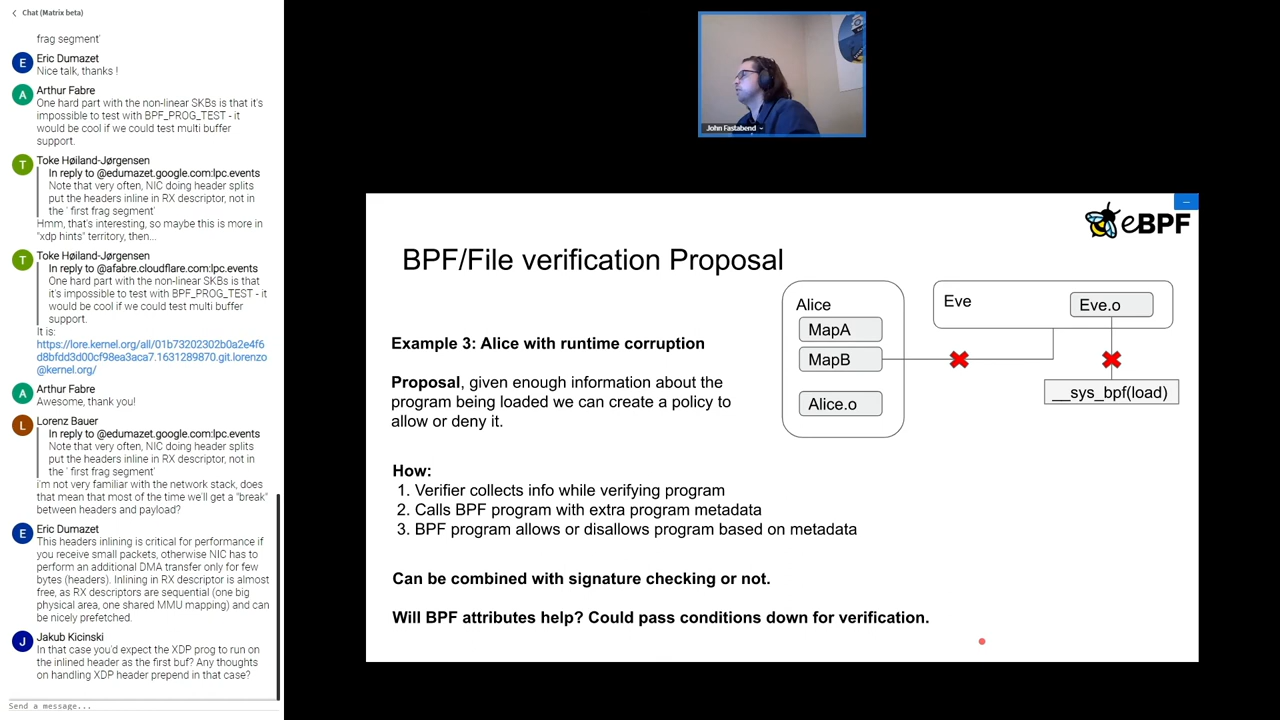 Chat (Matrix beta)
frag segment'
E
Eric Dumazet
Nice talk, thanks !
A
Arthur Fabre
One hard part with the non-linear SKBs is that it's
impossible to test with BPF_PROG_TEST - it
would be cool if we could test multi buffer
support.
T
Toke Høiland-Jørgensen
In reply to @edumazet.google.com:lpc.events
Note that very often, NIC doing header splits
put the headers inline in RX descriptor, not in
the ' first frag segment'
Hmm, that's interesting, so maybe this is more in
"xdp hints" territory, then...
T
Toke Høiland-Jørgensen
In reply to @afabre.cloudflare.com:lpc.events
One hard part with the non-linear SKBs is that
it's impossible to test with BPF_PROG_TEST - it
would be cool if we could test multi buffer
support.
It is:
https://lore.kernel.org/all/01b73202302b0a2e4f6
d8bfdd3d00cf98ea3aca7.1631289870.git.lorenzo
@kernel.org/
A
Arthur Fabre
Awesome, thank you!
L
Lorenz Bauer
In reply to @edumazet.google.com:lpc.events
Note that very often, NIC doing header splits
put the headers inline in RX descriptor, not in
the ' first frag segment'
i'm not very familiar with the network stack, does
that mean that most of the time we'll get a "break"
between headers and payload?
E
Eric Dumazet
This headers inlining is critical for performance if
you receive small packets, otherwise NIC has to
perform an additional DMA transfer only for few
bytes (headers). Inlining in RX descriptor is almost
free, as RX descriptors are sequential (one big
physical area, one shared MMU mapping) and can
be nicely prefetched.
J
Jakub Kicinski
In that case you'd expect the XDP prog to run on
the inlined header as the first buf? Any thoughts
on handling XDP header prepend in that case?
Send a message...
John Fastabend
eBPF
BPF/File verification Proposal
Example 3: Alice with runtime corruption
Proposal, given enough information about the
program being loaded we can create a policy to
allow or deny it.
How:
1. Verifier collects info while verifying program
2. Calls BPF program with extra program metadata
3. BPF program allows or disallows program based on metadata
Can be combined with signature checking or not.
Will BPF attributes help? Could pass conditions down for verification.
Alice
MapA
MapB
Alice.o
Eve
Eve.o
__sys_bpf(load)